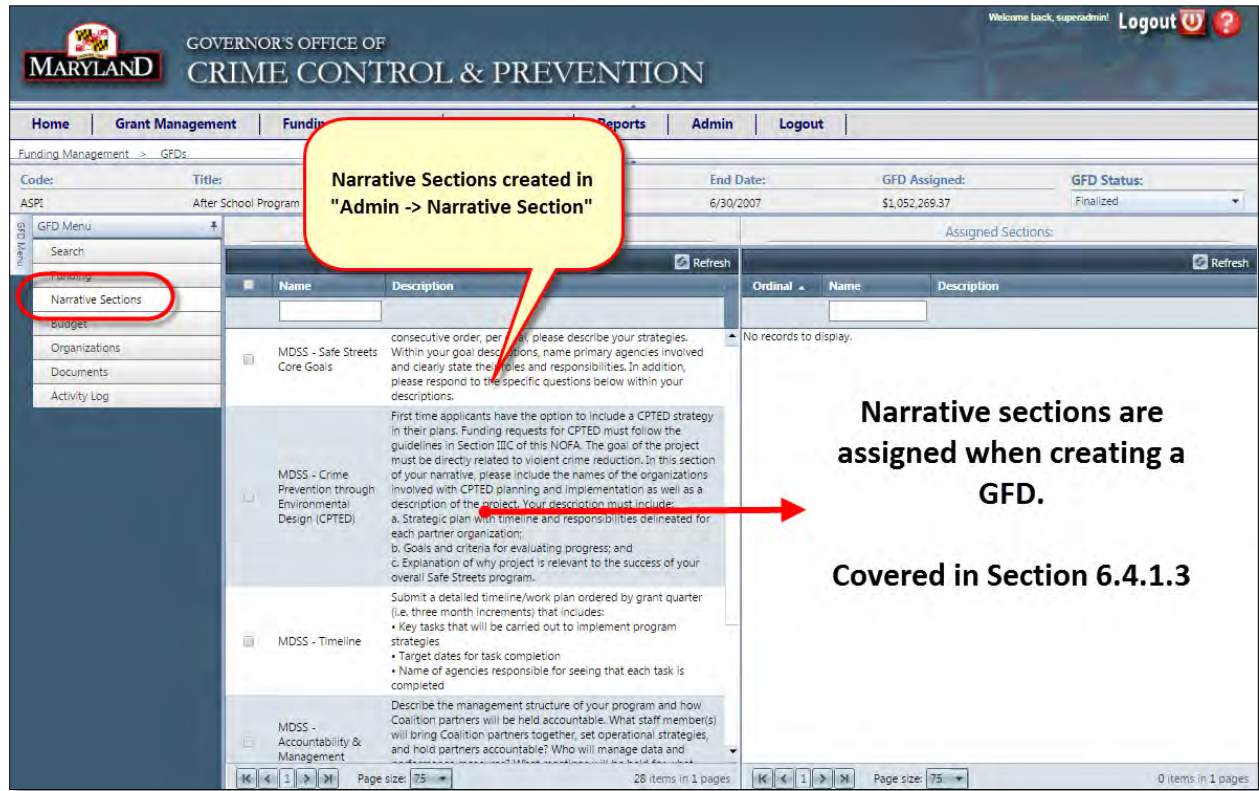 Welcome back, superadmin! Logout
MARYLAND
GOVERNOR'S OFFICE OF
CRIME CONTROL & PREVENTION
Home | Grant Management | Reports | Admin | Logout |
Funding Management > GFDs
Code: Title: End Date: GFD Assigned: GFD Status:
ASPI After School Program 6/30/2007 $1,052,269.37 Finalized
Narrative Sections created in
"Admin -> Narrative Section"
GFD Menu
GFD Menu
Search
Funding
Narrative Sections
Budget
Organizations
Documents
Activity Log
Refresh
Name Description
MDSS - Safe Streets
Core Goals
consecutive order, per please describe your strategies.
Within your goal descriptions, name primary agencies involved
and clearly state the roles and responsibilities. In addition,
please respond to the specific questions below within your
descriptions.
MDSS - Crime
Prevention through
Environmental
Design (CPTED)
First time applicants have the option to include a CPTED strategy
in their plans. Funding requests for CPTED must follow the
guidelines in Section IIC of this NOFA. The goal of the project
must be directly related to violent crime reduction. In this section
of your narrative, please include the names of the organizations
involved with CPTED planning and implementation as well as a
description of the project. Your description must include:
a. Strategic plan with timeline and responsibilities delineated for
each partner organization;
b. Goals and criteria for evaluating progress; and
c. Explanation of why project is relevant to the success of your
overall Safe Streets program.
MDSS - Timeline
Submit a detailed timeline/work plan ordered by grant quarter
(i.e. three month increments) that includes:
• Key tasks that will be carried out to implement program
strategies
• Target dates for task completion
• Name of agencies responsible for seeing that each task is
completed
MDSS -
Accountability &
Management
Describe the management structure of your program and how
Coalition partners will be held accountable. What staff member(s)
will bring Coalition partners together, set operational strategies,
and hold partners accountable? Who will manage data and
1 Page size: 75 28 items in 1 pages
Assigned Sections:
Refresh
Ordinal Name Description
No records to display.
Narrative sections are
assigned when creating a
GFD.
Covered in Section 6.4.1.3
1 Page size: 75 0 items in 1 pages